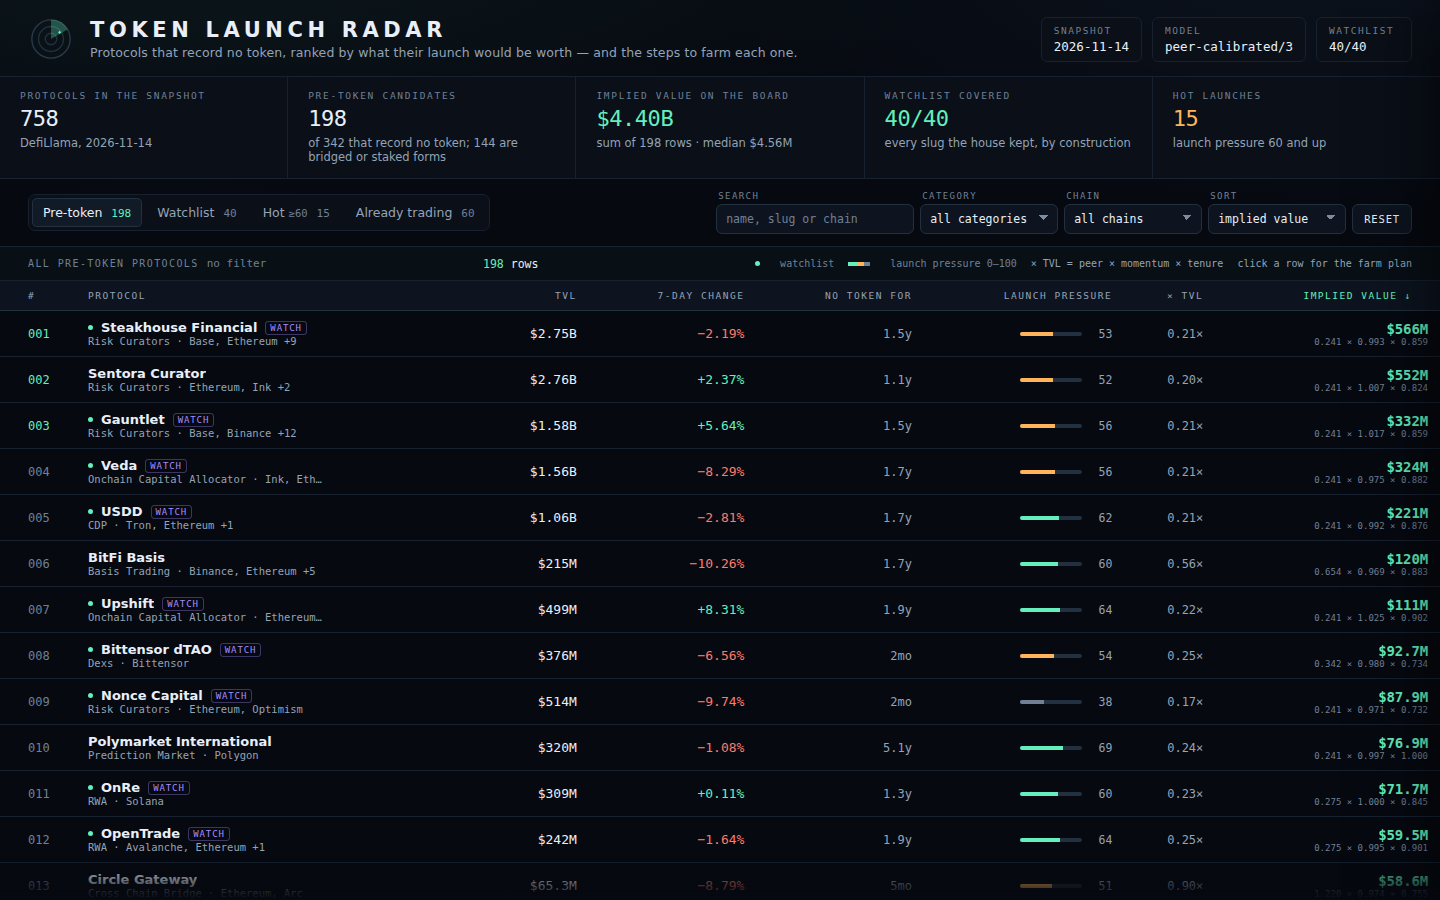 TOKEN LAUNCH RADAR
Protocols that record no token, ranked by what their launch would be worth — and the steps to farm each one.
SNAPSHOT
2026-11-14
MODEL
peer-calibrated/3
WATCHLIST
40/40
PROTOCOLS IN THE SNAPSHOT
758
DefiLlama, 2026-11-14
PRE-TOKEN CANDIDATES
198
of 342 that record no token; 144 are
bridged or staked forms
IMPLIED VALUE ON THE BOARD
$4.40B
sum of 198 rows · median $4.56M
WATCHLIST COVERED
40/40
every slug the house kept, by construction
HOT LAUNCHES
15
launch pressure 60 and up
Pre-token 198 Watchlist 40 Hot ≥60 15 Already trading 60
SEARCH CATEGORY CHAIN SORT
name, slug or chain all categories all chains implied value RESET
ALL PRE-TOKEN PROTOCOLS no filter 198 rows watchlist launch pressure 0–100 × TVL = peer × momentum × tenure click a row for the farm plan
# PROTOCOL TVL 7-DAY CHANGE NO TOKEN FOR LAUNCH PRESSURE × TVL IMPLIED VALUE ↓
001 Steakhouse Financial WATCH $2.75B −2.19% 1.5y 53 0.21× $566M
Risk Curators · Base, Ethereum +9 0.241 × 0.993 × 0.859
002 Sentora Curator $2.76B +2.37% 1.1y 52 0.20× $552M
Risk Curators · Ethereum, Ink +2 0.241 × 1.007 × 0.824
003 Gauntlet WATCH $1.58B +5.64% 1.5y 56 0.21× $332M
Risk Curators · Base, Binance +12 0.241 × 1.017 × 0.859
004 Veda WATCH $1.56B −8.29% 1.7y 56 0.21× $324M
Onchain Capital Allocator · Ink, Eth… 0.241 × 0.975 × 0.882
005 USDD WATCH $1.06B −2.81% 1.7y 62 0.21× $221M
CDP · Tron, Ethereum +1 0.241 × 0.992 × 0.876
006 BitFi Basis $215M −10.26% 1.7y 60 0.56× $120M
Basis Trading · Binance, Ethereum +5 0.654 × 0.969 × 0.883
007 Upshift WATCH $499M +8.31% 1.9y 64 0.22× $111M
Onchain Capital Allocator · Ethereum… 0.241 × 1.025 × 0.902
008 Bittensor dTAO WATCH $376M −6.56% 2mo 54 0.25× $92.7M
Dexs · Bittensor 0.342 × 0.980 × 0.734
009 Nonce Capital WATCH $514M −9.74% 2mo 38 0.17× $87.9M
Risk Curators · Ethereum, Optimism 0.241 × 0.971 × 0.732
010 Polymarket International $320M −1.08% 5.1y 69 0.24× $76.9M
Prediction Market · Polygon 0.241 × 0.997 × 1.000
011 OnRe WATCH $309M +0.11% 1.3y 60 0.23× $71.7M
RWA · Solana 0.275 × 1.000 × 0.845
012 OpenTrade WATCH $242M −1.64% 1.9y 64 0.25× $59.5M
RWA · Avalanche, Ethereum +1 0.275 × 0.995 × 0.901
013 Circle Gateway $65.3M −8.79% 5mo 51 0.90× $58.6M
Cross Chain Bridge · Ethereum, Arc